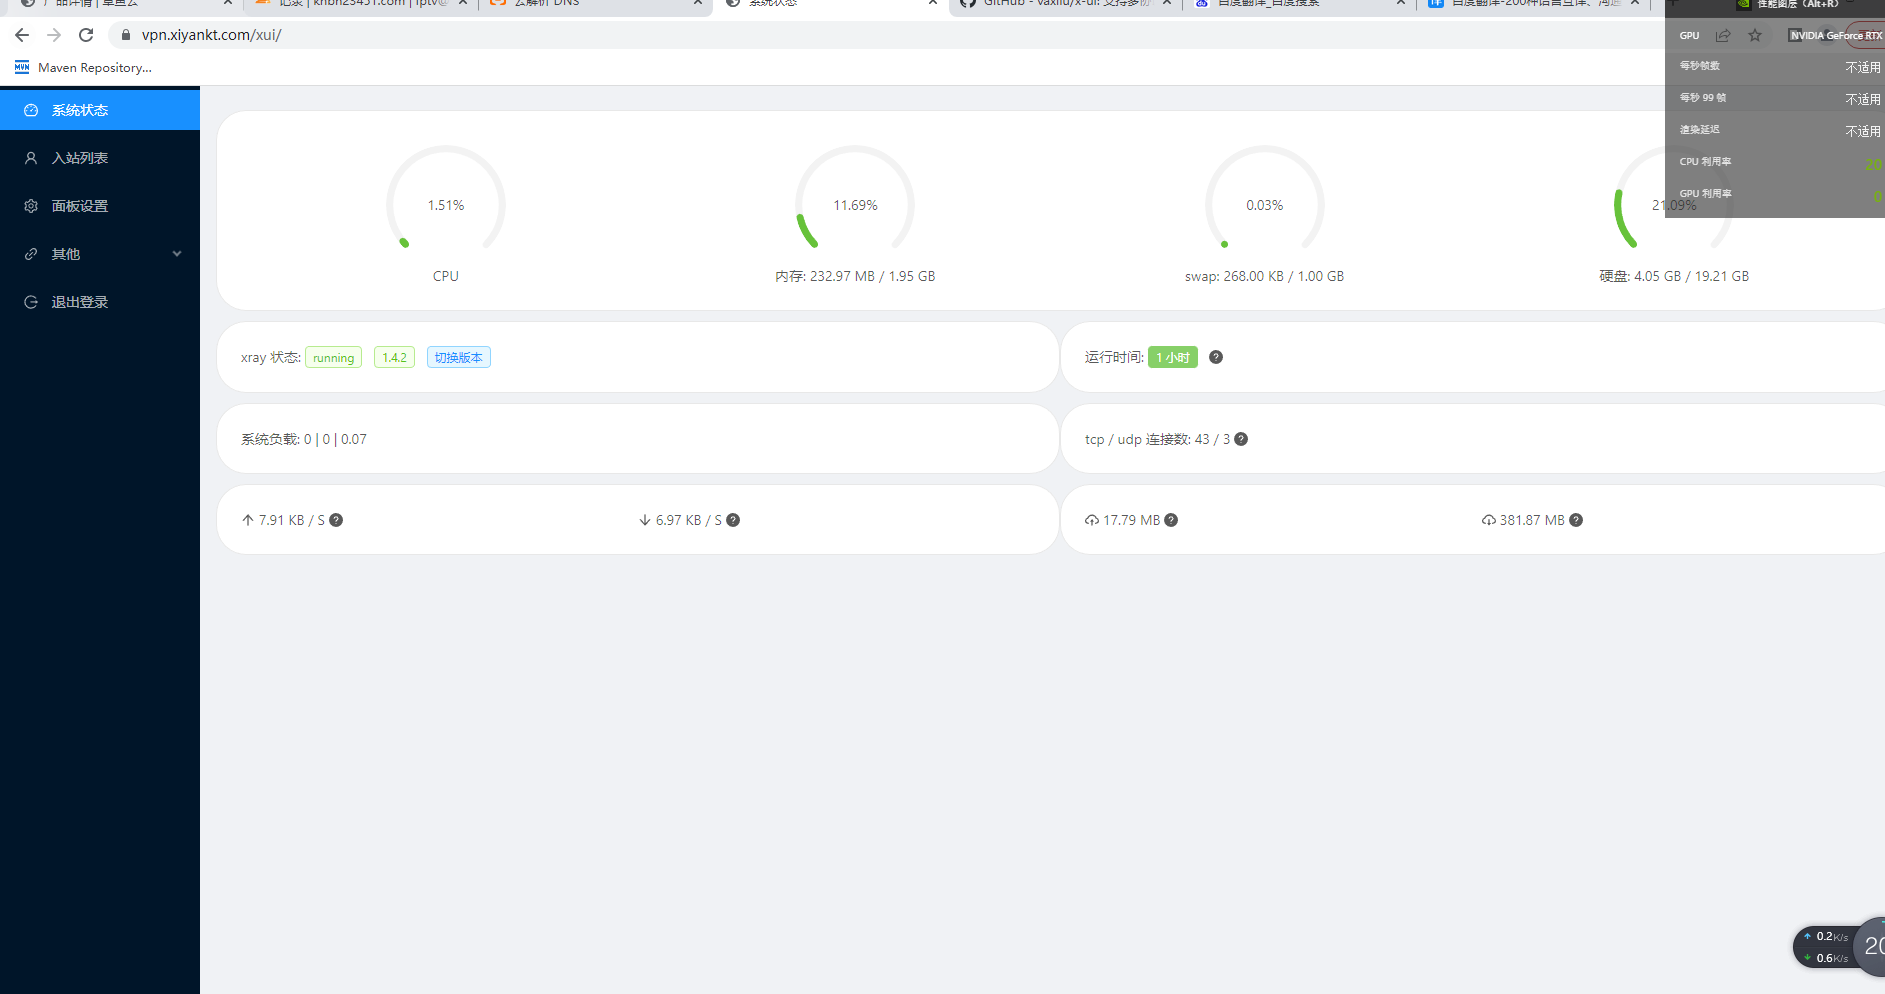 产品详情 | 章鱼云
记录 | khbh23451.com | iptv@
云解析 DNS
系统状态
GitHub - vaxilu/x-ui: 支持多协
百度翻译_百度搜索
百度翻译-200种语言互译、沟通
性能图层 (Alt+R)
vpn.xiyankt.com/xui/
GPU
NVIDIA GeForce RTX
Maven Repository...
每秒帧数 不适用
每秒 99 帧 不适用
渲染延迟 不适用
CPU 利用率 20
GPU 利用率 0
系统状态
入站列表
面板设置
其他
退出登录
1.51%
11.69%
0.03%
21.09%
CPU
内存: 232.97 MB / 1.95 GB
swap: 268.00 KB / 1.00 GB
硬盘: 4.05 GB / 19.21 GB
xray 状态: running 1.4.2 切换版本
运行时间: 1 小时
系统负载: 0 | 0 | 0.07
tcp / udp 连接数: 43 / 3
7.91 KB / S
6.97 KB / S
17.79 MB
381.87 MB
0.2K/s
0.6K/s
20